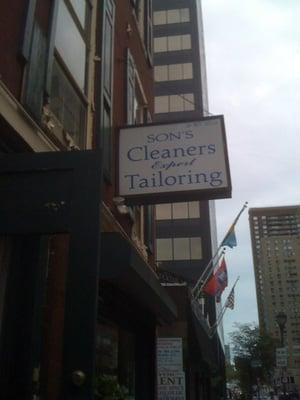 SON'S
Cleaners
Expert
Tailoring
ENT